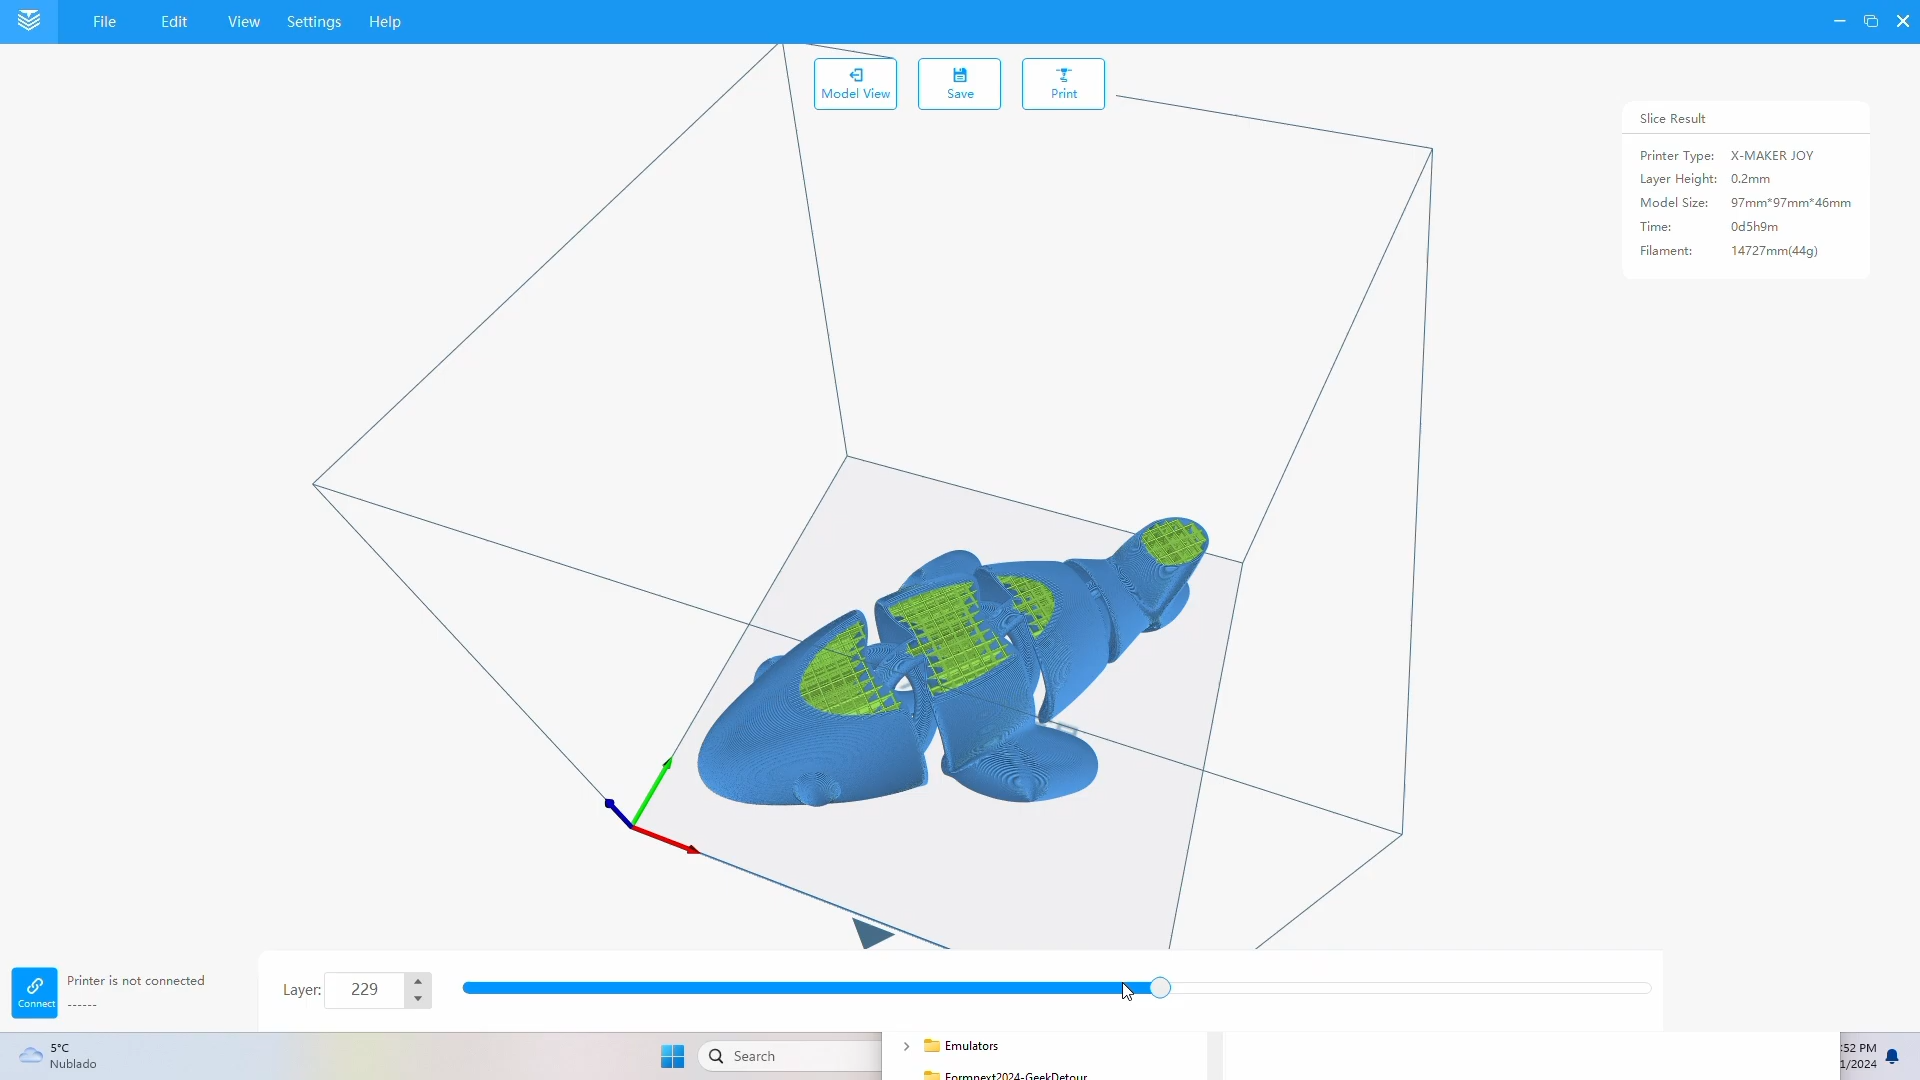 File Edit View Settings Help
Model View Save Print
Slice Result
Printer Type: X-MAKER JOY
Layer Height: 0.2mm
Model Size: 97mm*97mm*46mm
Time: 0d5h9m
Filament: 14727mm(44g)
Connect
Printer is not connected
------
Layer: 229
5°C
Nublado
Search
Emulators
Formnext2024-GeekDetour
:52 PM
1/2024